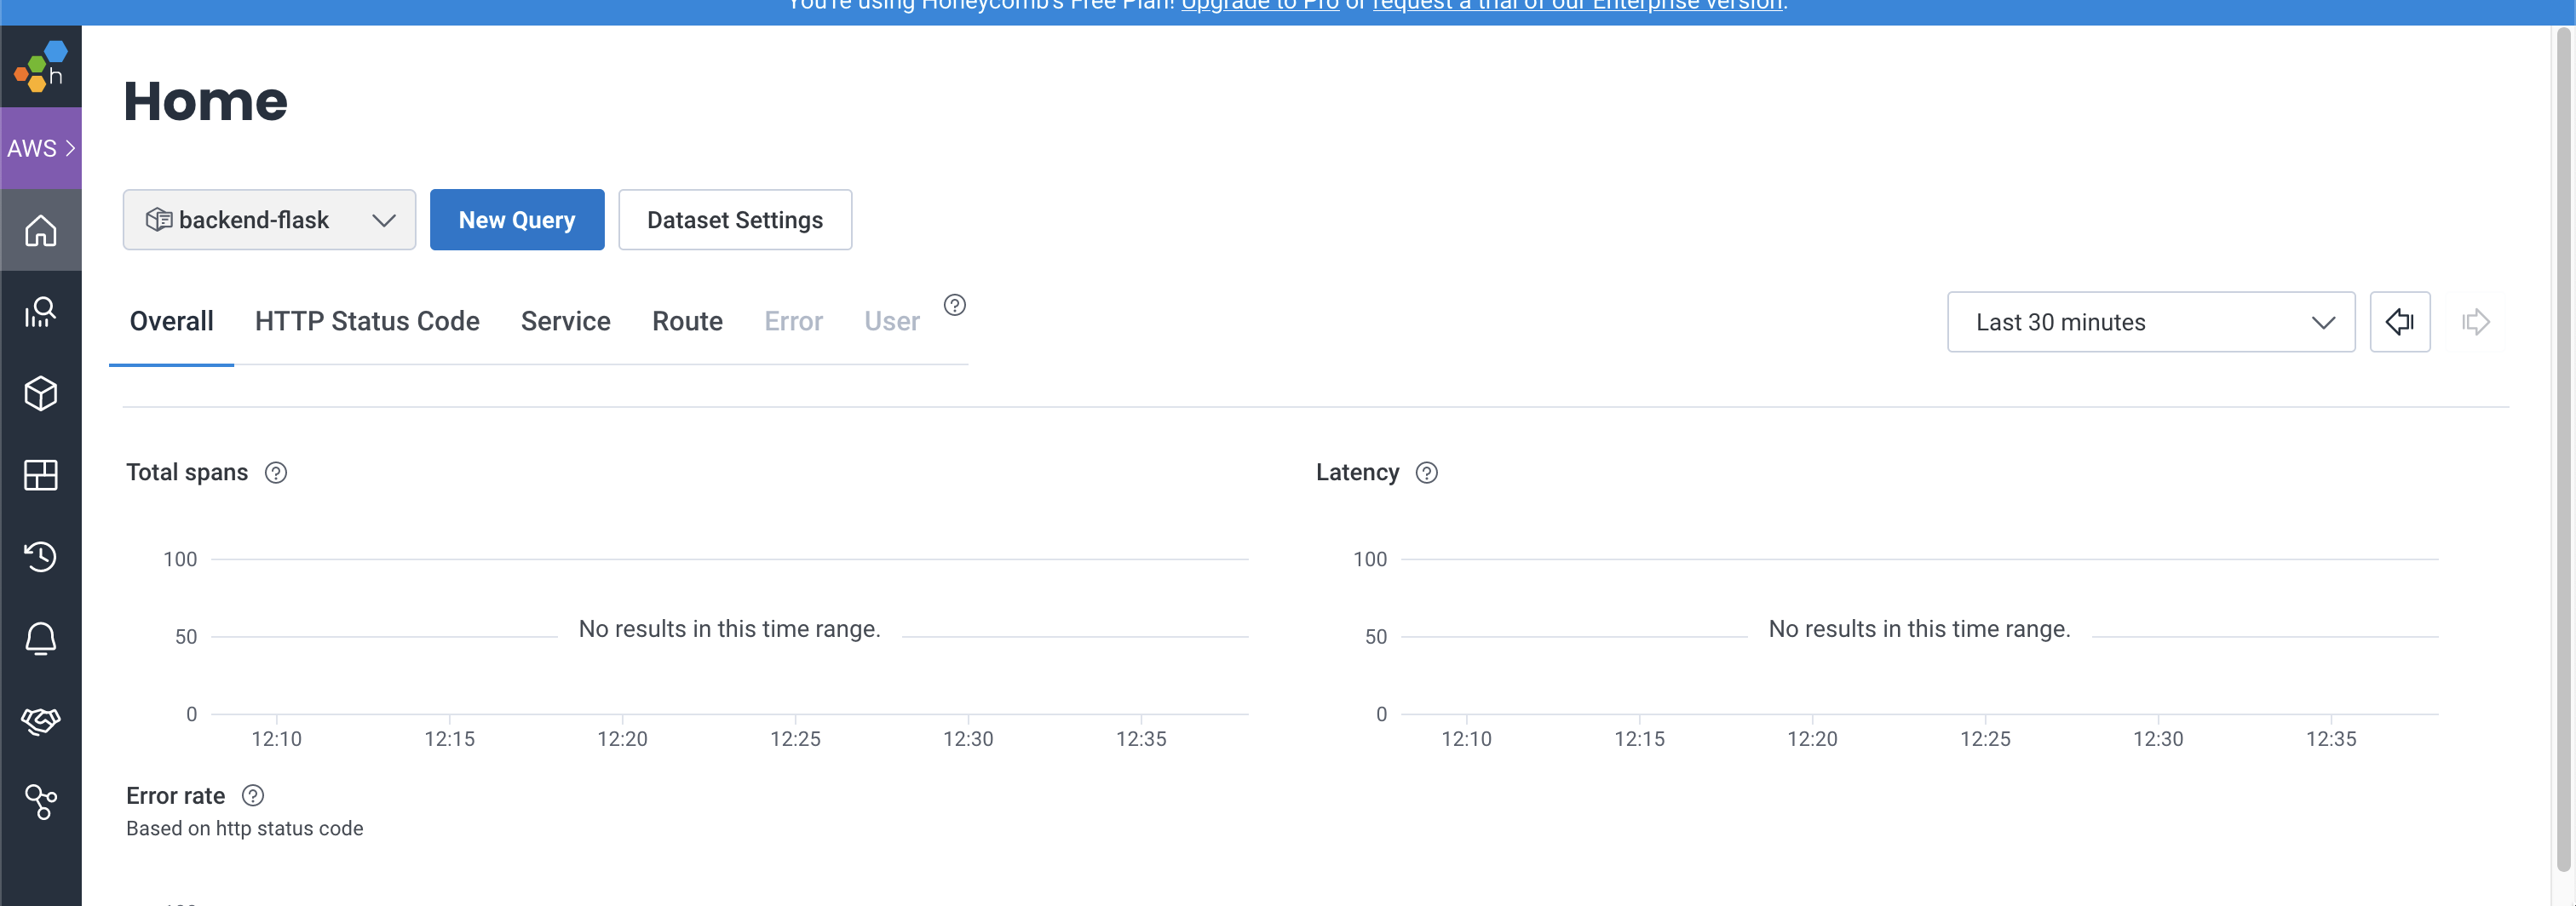 You're using Honeycomb's Free Plan! Upgrade to Pro or request a trial of our Enterprise version.
h
Home
AWS
backend-flask
New Query
Dataset Settings
Overall
HTTP Status Code
Service
Route
Error
User
?
Last 30 minutes
Total spans ?
Latency ?
100
50
0
No results in this time range.
12:10
12:15
12:20
12:25
12:30
12:35
100
50
0
No results in this time range.
12:10
12:15
12:20
12:25
12:30
12:35
Error rate ?
Based on http status code